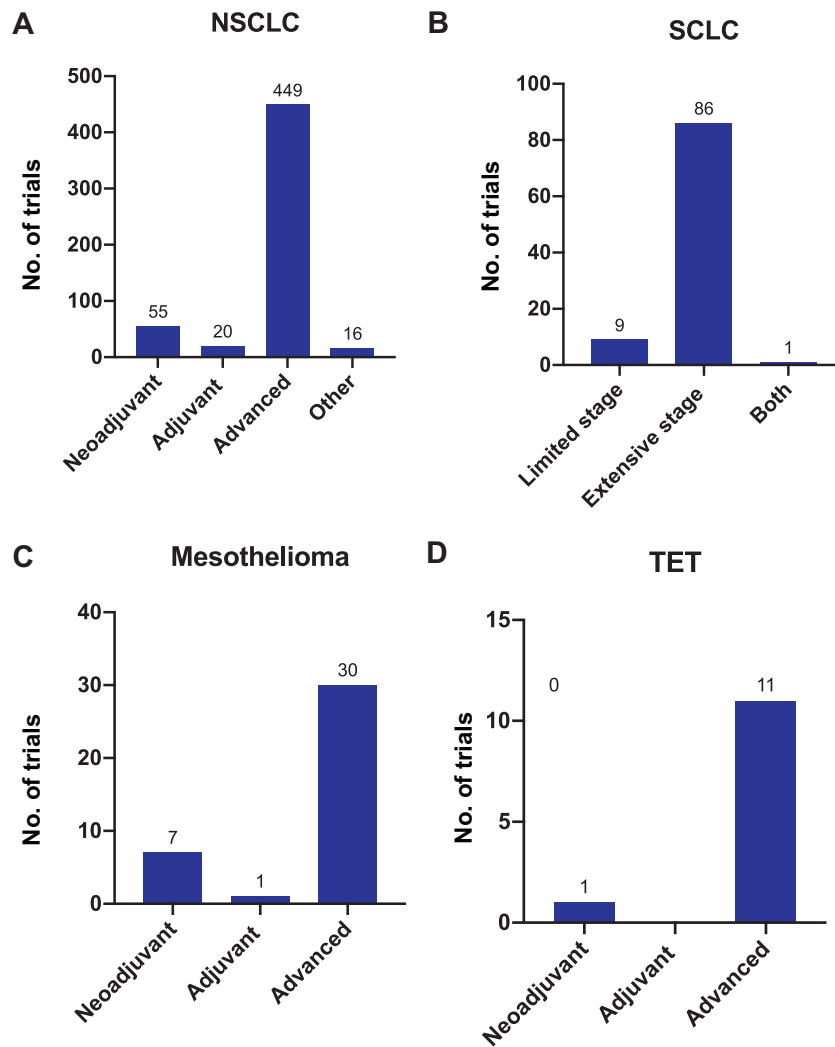 A
NSCLC
No. of trials
500
400
300
200
100
0
55
20
449
16
Neoadjuvant
Adjuvant
Advanced
Other
B
SCLC
No. of trials
100
80
60
40
20
0
9
86
1
Limited stage
Extensive stage
Both
C
Mesothelioma
No. of trials
40
30
20
10
0
7
1
30
Neoadjuvant
Adjuvant
Advanced
D
TET
No. of trials
15
10
5
0
0
1
11
Neoadjuvant
Adjuvant
Advanced